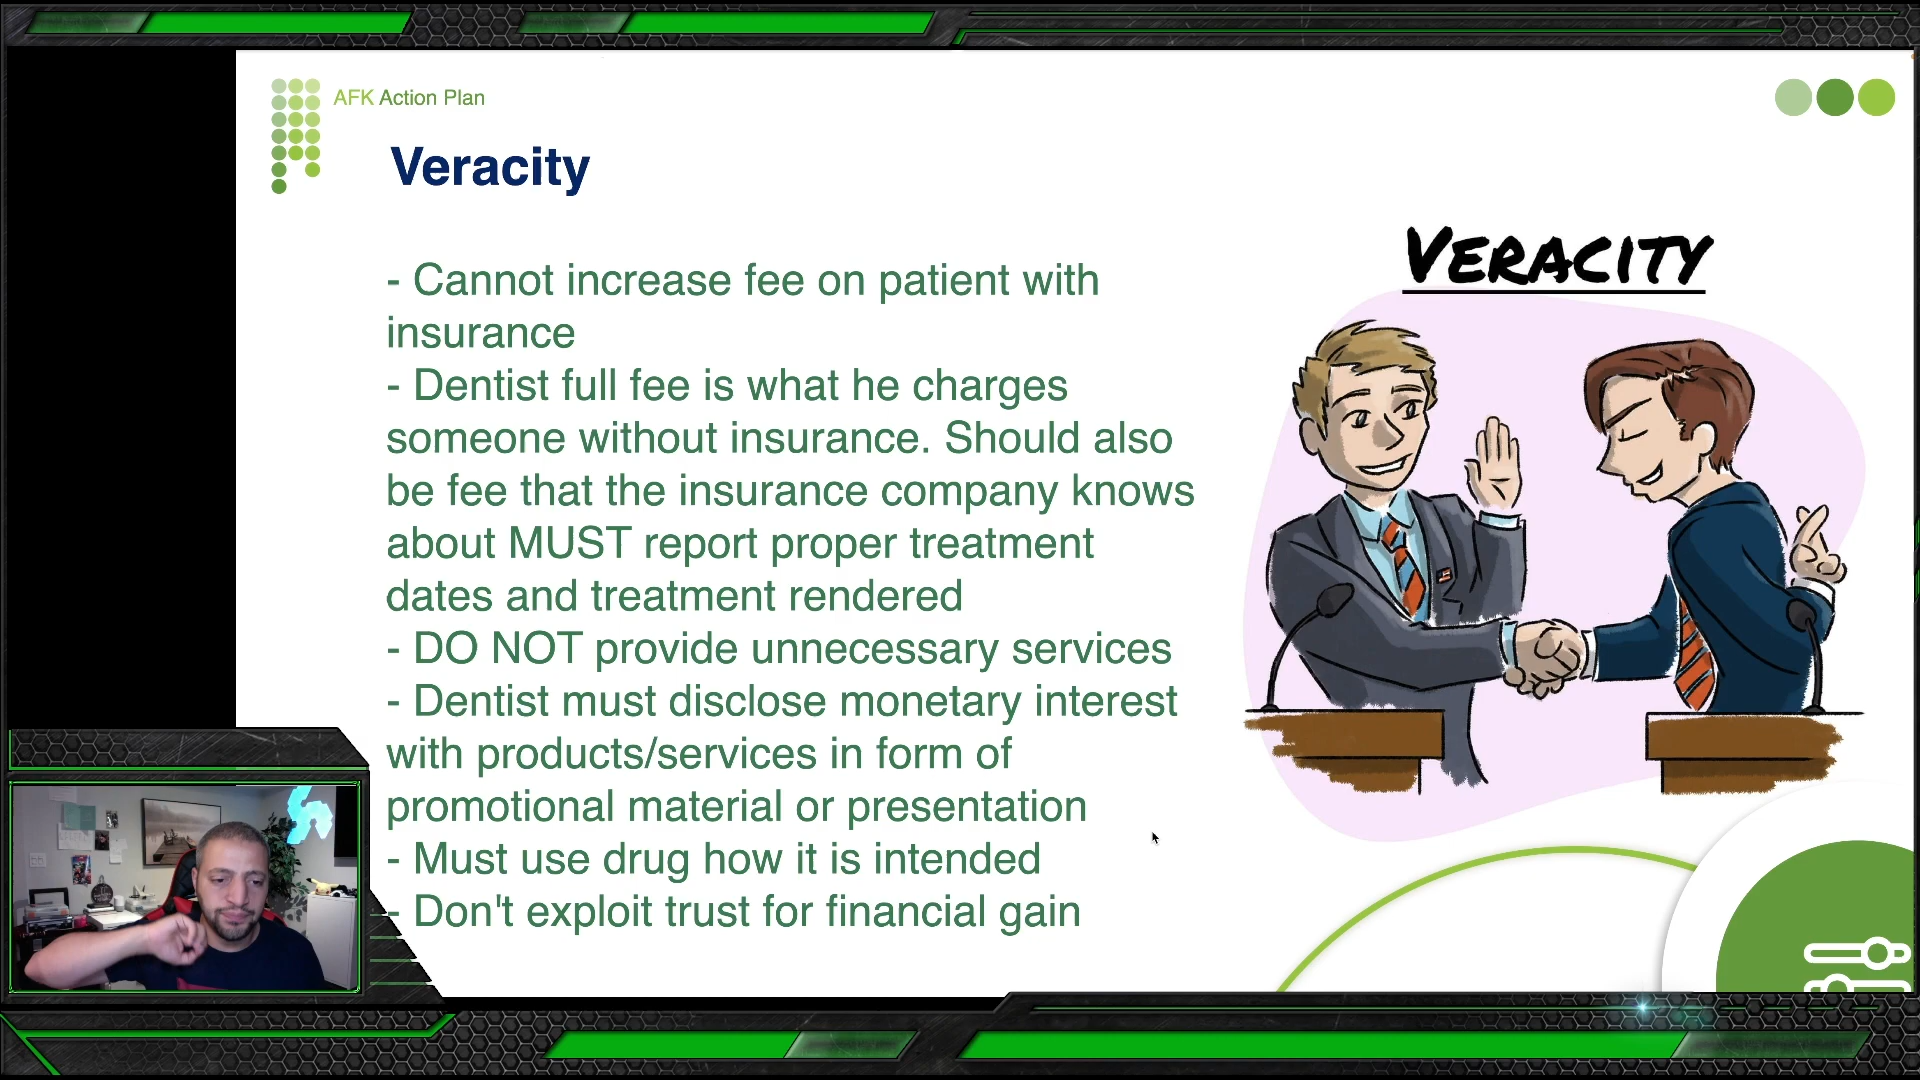 AFK Action Plan
Veracity
- Cannot increase fee on patient with
insurance
- Dentist full fee is what he charges
someone without insurance. Should also
be fee that the insurance company knows
about MUST report proper treatment
dates and treatment rendered
- DO NOT provide unnecessary services
- Dentist must disclose monetary interest
with products/services in form of
promotional material or presentation
- Must use drug how it is intended
- Don't exploit trust for financial gain
VERACITY